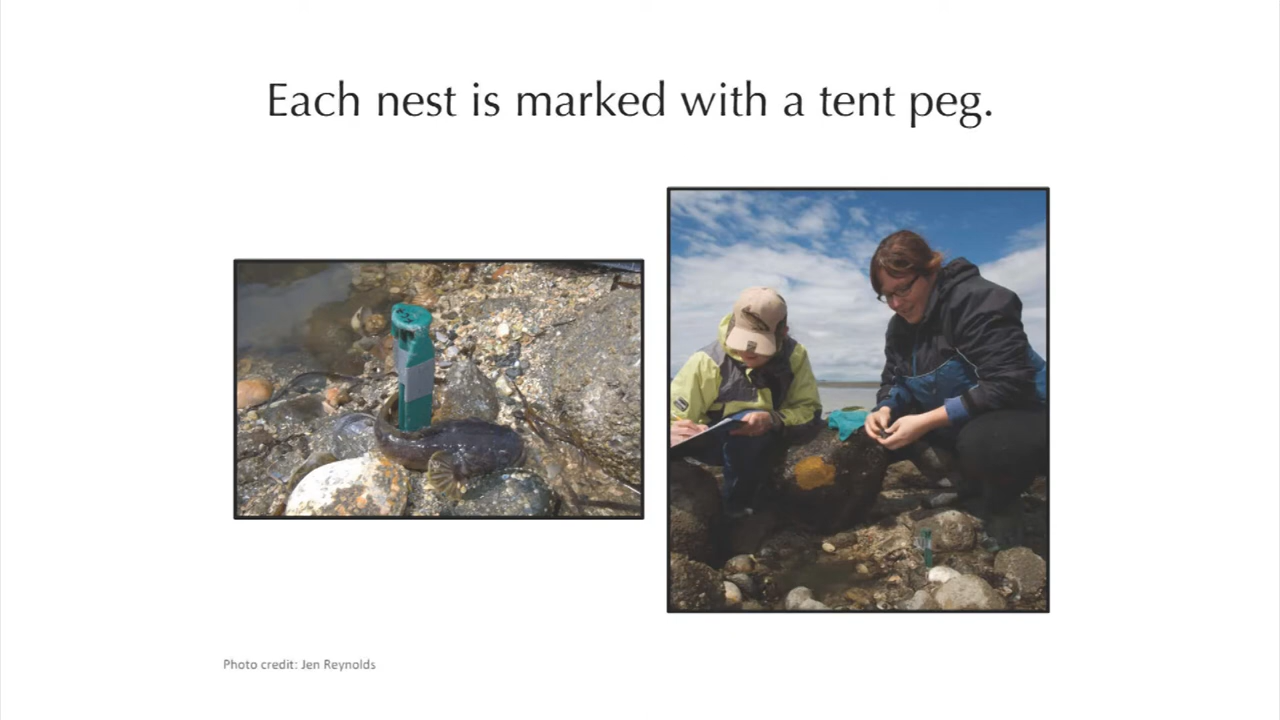 Each nest is marked with a tent peg.
Photo credit: Jen Reynolds